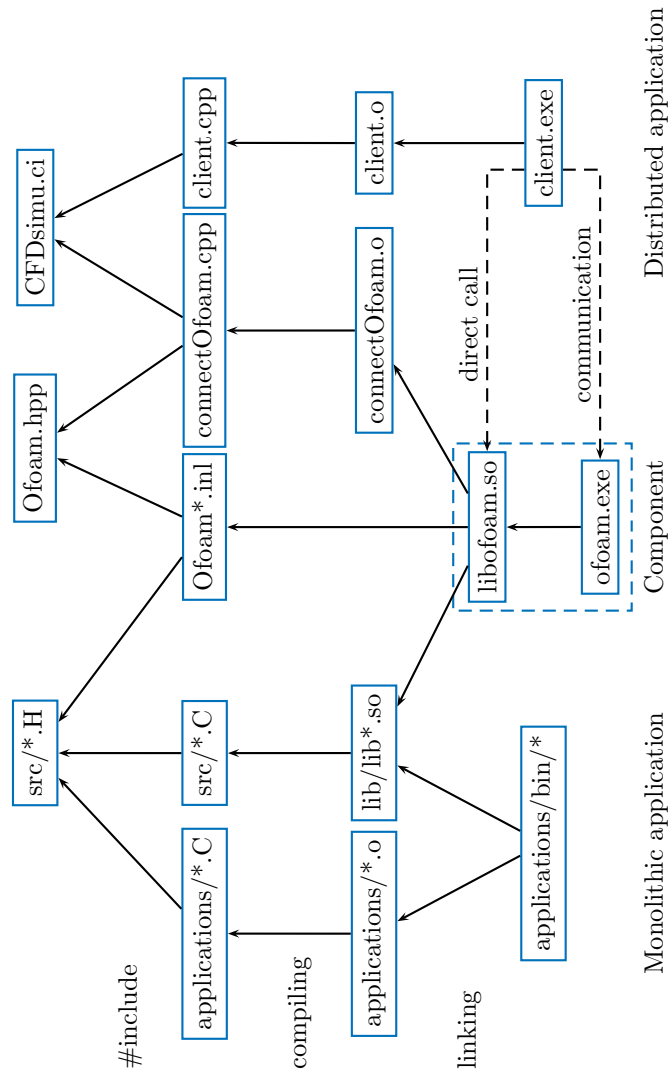 src/*.H
Ofoam.hpp
CFDsimu.ci
#include
applications/*.C
src/*.C
Ofoam*.inl
connectOfoam.cpp
client.cpp
compiling
applications/*.o
lib/lib*.so
connectOfoam.o
client.o
linking
direct call
libofoam.so
client.exe
applications/bin/*
communication
ofoam.exe
Monolithic application
Component
Distributed application